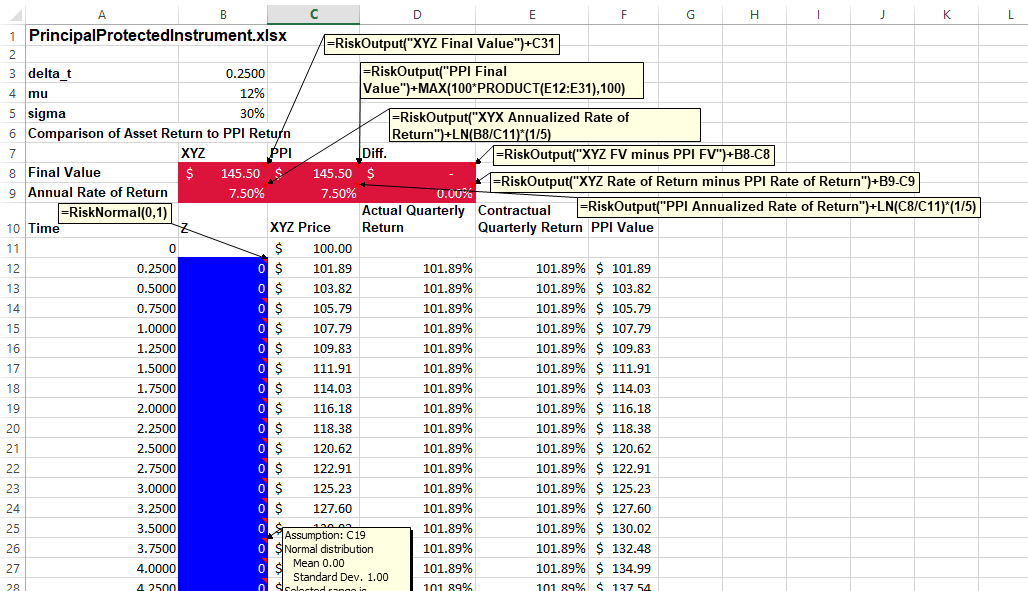 A B C D E F G H I J K L
1 PrincipalProtectedInstrument.xlsx
=RiskOutput("XYZ Final Value")+C31
2
3 delta_t 0.2500
=RiskOutput("PPI Final
Value")+MAX(100*PRODUCT(E12:E31),100)
4 mu 12%
5 sigma 30%
=RiskOutput("XYX Annualized Rate of
Return")+LN(B8/C11)*(1/5)
6 Comparison of Asset Return to PPI Return
7 XYZ PPI Diff.
=RiskOutput("XYZ FV minus PPI FV")+B8-C8
8 Final Value $ 145.50 $ 145.50 $ -
=RiskOutput("XYZ Rate of Return minus PPI Rate of Return")+B9-C9
9 Annual Rate of Return 7.50% 7.50% 0.00%
=RiskOutput("PPI Annualized Rate of Return")+LN(C8/C11)*(1/5)
=RiskNormal(0,1)
Actual Quarterly Contractual
10 Time Z XYZ Price Return Quarterly Return PPI Value
11 0 $ 100.00
12 0.2500 0 $ 101.89 101.89% 101.89% $ 101.89
13 0.5000 0 $ 103.82 101.89% 101.89% $ 103.82
14 0.7500 0 $ 105.79 101.89% 101.89% $ 105.79
15 1.0000 0 $ 107.79 101.89% 101.89% $ 107.79
16 1.2500 0 $ 109.83 101.89% 101.89% $ 109.83
17 1.5000 0 $ 111.91 101.89% 101.89% $ 111.91
18 1.7500 0 $ 114.03 101.89% 101.89% $ 114.03
19 2.0000 0 $ 116.18 101.89% 101.89% $ 116.18
20 2.2500 0 $ 118.38 101.89% 101.89% $ 118.38
21 2.5000 0 $ 120.62 101.89% 101.89% $ 120.62
22 2.7500 0 $ 122.91 101.89% 101.89% $ 122.91
23 3.0000 0 $ 125.23 101.89% 101.89% $ 125.23
24 3.2500 0 $ 127.60 101.89% 101.89% $ 127.60
25 3.5000 0 $ 101.89% 101.89% $ 130.02
26 3.7500 0 $ 101.89% 101.89% $ 132.48
27 4.0000 0 $ 101.89% 101.89% $ 134.99
28 4.2500 0 $ 101.89% 101.89% $ 137.54
Assumption: C19
Normal distribution
Mean 0.00
Standard Dev. 1.00
Selected range is